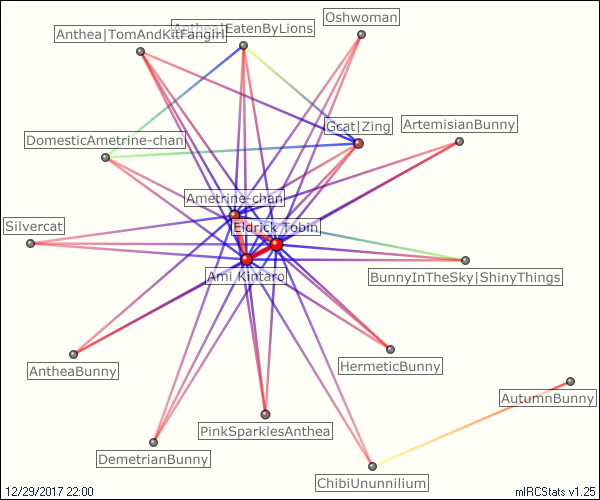 Oshwoman
Anthea|EatenByLions
Anthea|TomAndKitFangirl
Gcat|Zing
ArtemisianBunny
DomesticAmetrine-chan
Ametrine-chan
Silvercat
Eldrick Tobin
Ami Kintaro
BunnyInTheSky|ShinyThings
AntheaBunny
HermeticBunny
AutumnBunny
PinkSparklesAnthea
DemetrianBunny
ChibiUnunnilium
12/29/2017 22:00
mIRCStats v1.25